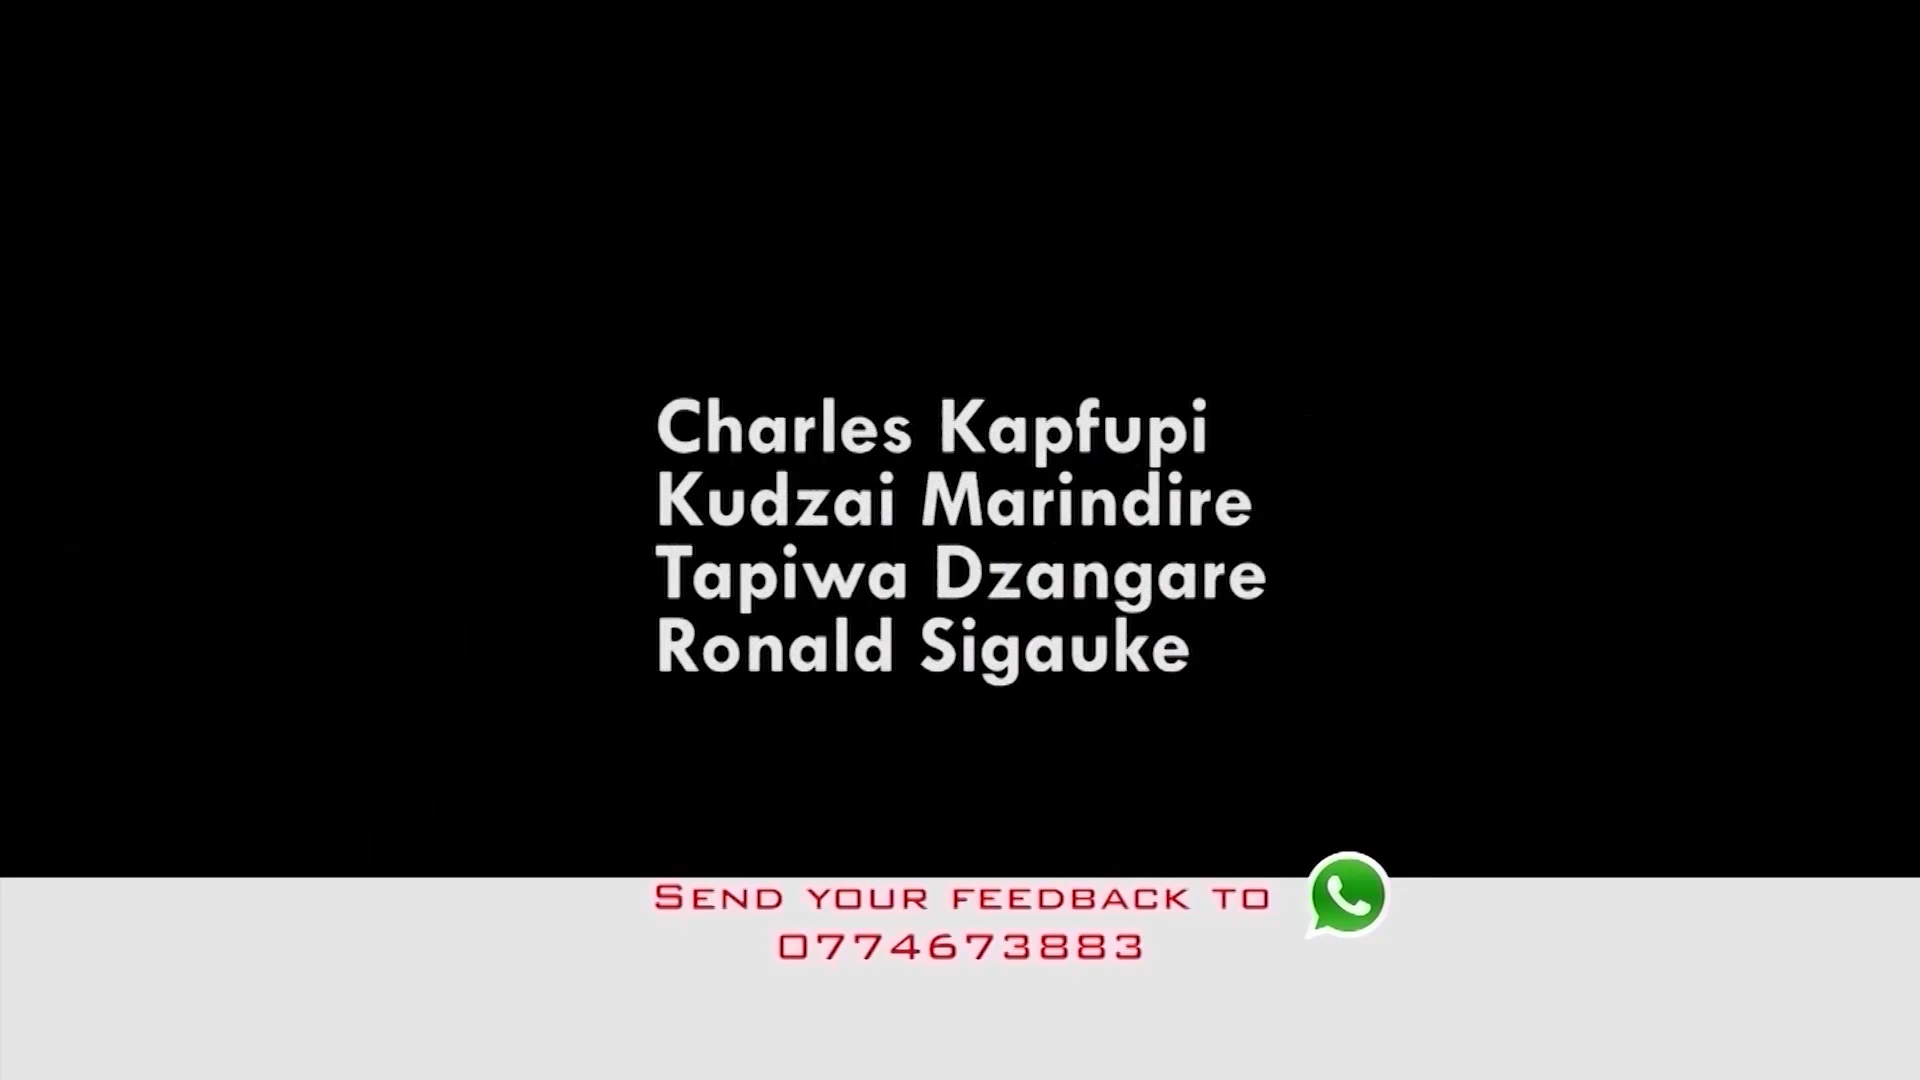 Charles Kapfupi
Kudzai Marindire
Tapiwa Dzangare
Ronald Sigauke
Send your feedback to
0774673883